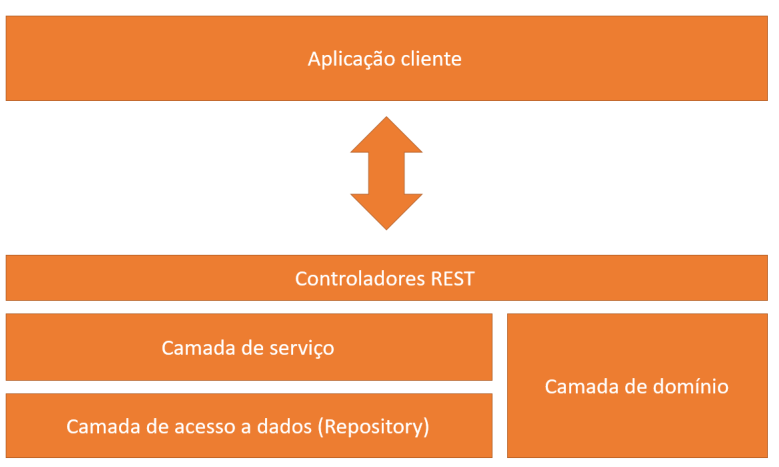 Aplicação cliente
Controladores REST
Camada de serviço
Camada de domínio
Camada de acesso a dados (Repository)